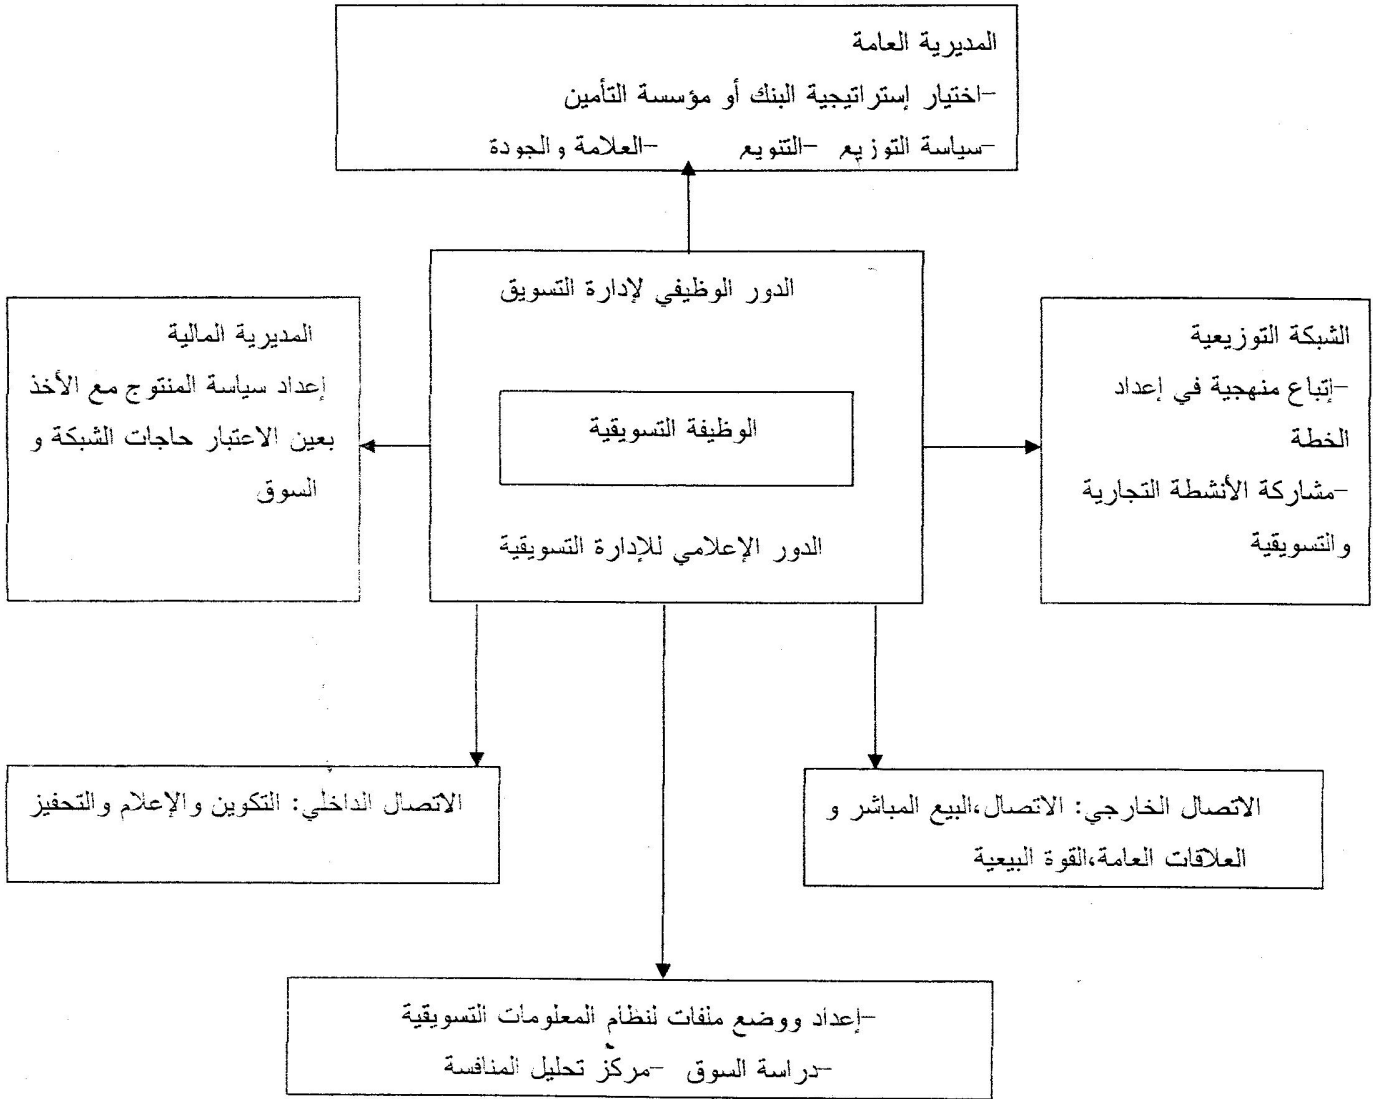 المديرية العامة
-اختيار إستراتيجية البنك أو مؤسسة التأمين
-سياسة التوزيع -التنويع -العلامة والجودة
الدور الوظيفي لإدارة التسويق
الوظيفة التسويقية
الدور الإعلامي للإدارة التسويقية
الشبكة التوزيعية
-إتباع منهجية في إعداد
الخطة
-مشاركة الأنشطة التجارية
والتسويقية
المديرية المالية
إعداد سياسة المنتوج مع الأخذ
بعين الاعتبار حاجات الشبكة و
السوق
الاتصال الخارجي: الاتصال،البيع المباشر و
العلاقات العامة،القوة البيعية
الاتصال الداخلي: التكوين والإعلام والتحفيز
-إعداد ووضع ملفات لنظام المعلومات التسويقية
-دراسة السوق -مركز تحليل المنافسة